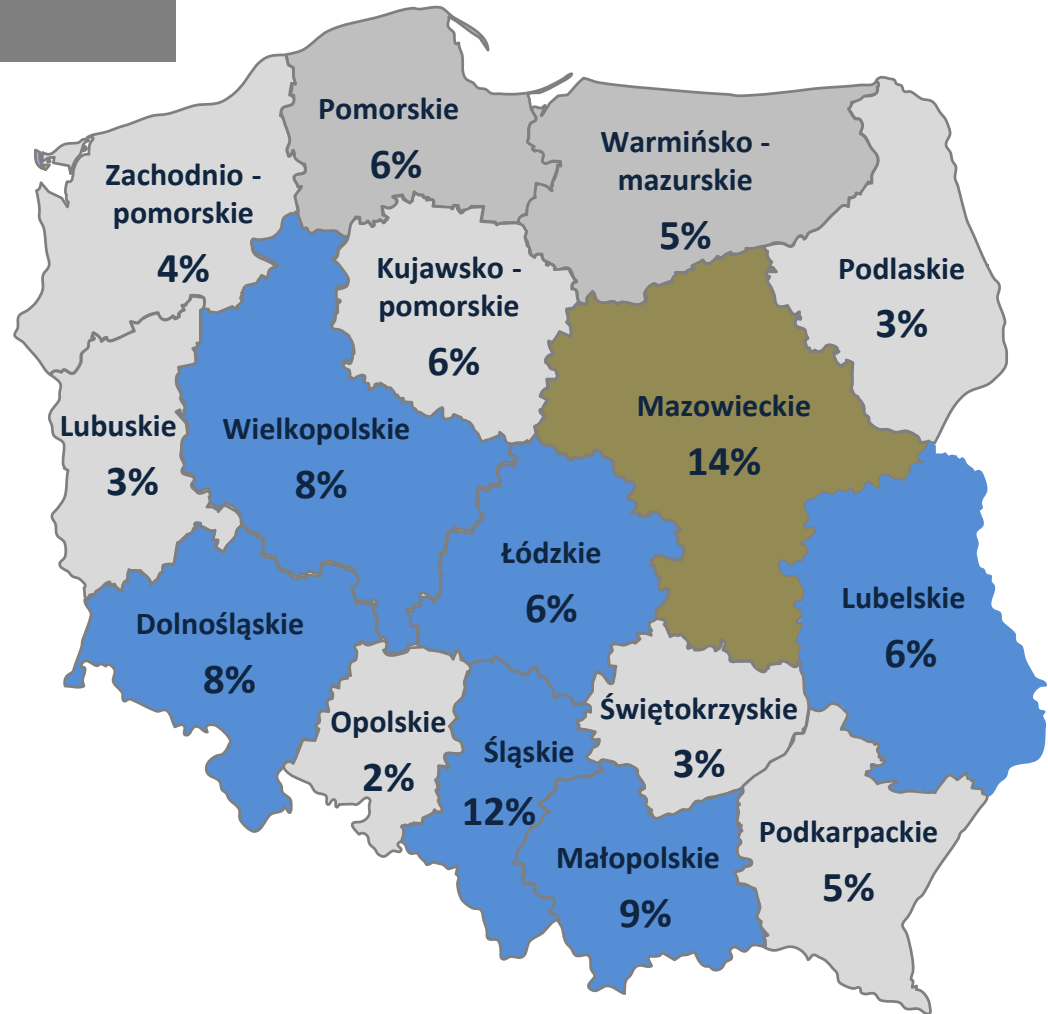 Pomorskie
6%
Warmińsko -
mazurskie
5%
Zachodnio -
pomorskie
4%
Kujawsko -
pomorskie
6%
Podlaskie
3%
Lubuskie
3%
Wielkopolskie
8%
Mazowieckie
14%
Łódzkie
6%
Lubelskie
6%
Dolnośląskie
8%
Opolskie
2%
Śląskie
12%
Świętokrzyskie
3%
Małopolskie
9%
Podkarpackie
5%